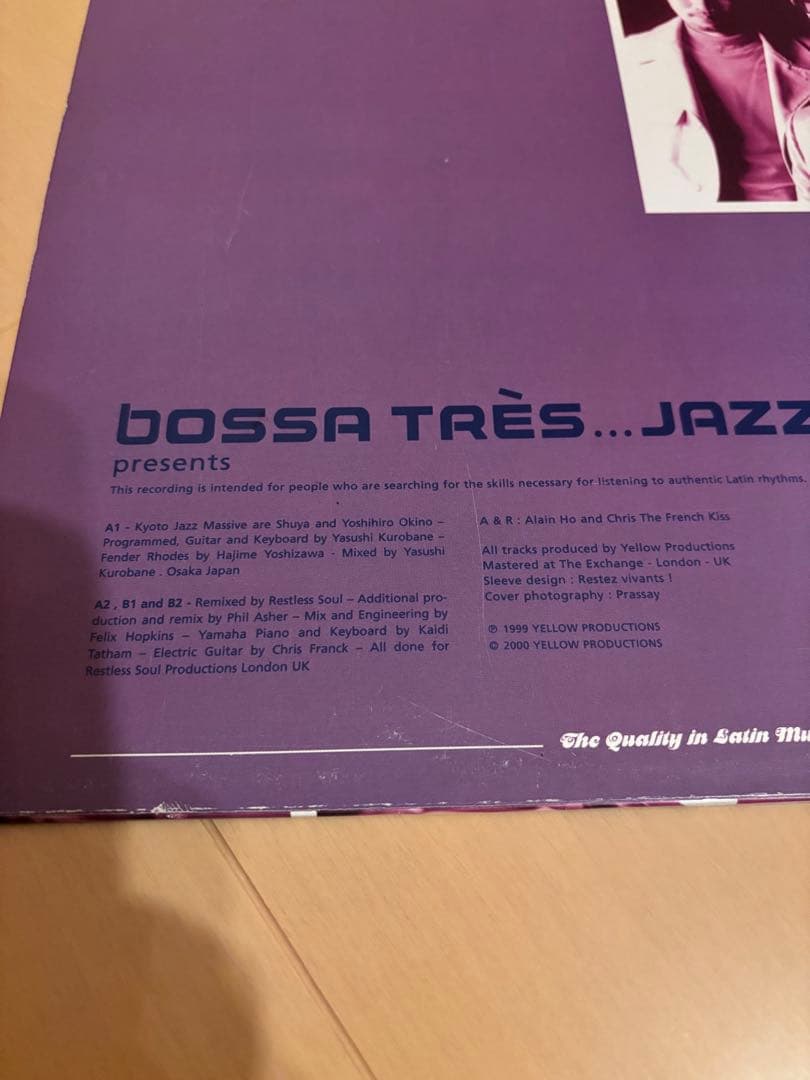 bossa très...jazz
presents
This recording is intended for people who are searching for the skills necessary for listening to authentic Latin rhythms.
A1 - Kyoto Jazz Massive are Shuya and Yoshihiro Okino –
Programmed, Guitar and Keyboard by Yasushi Kurobane –
Fender Rhodes by Hajime Yoshizawa - Mixed by Yasushi
Kurobane . Osaka Japan
A2 , B1 and B2 - Remixed by Restless Soul – Additional pro-
duction and remix by Phil Asher – Mix and Engineering by
Felix Hopkins – Yamaha Piano and Keyboard by Kaidi
Tatham – Electric Guitar by Chris Franck – All done for
Restless Soul Productions London UK
A & R : Alain Ho and Chris The French Kiss
All tracks produced by Yellow Productions
Mastered at The Exchange - London - UK
Sleeve design : Restez vivants !
Cover photography : Prassay
℗ 1999 YELLOW PRODUCTIONS
© 2000 YELLOW PRODUCTIONS
The Quality in Latin Mu